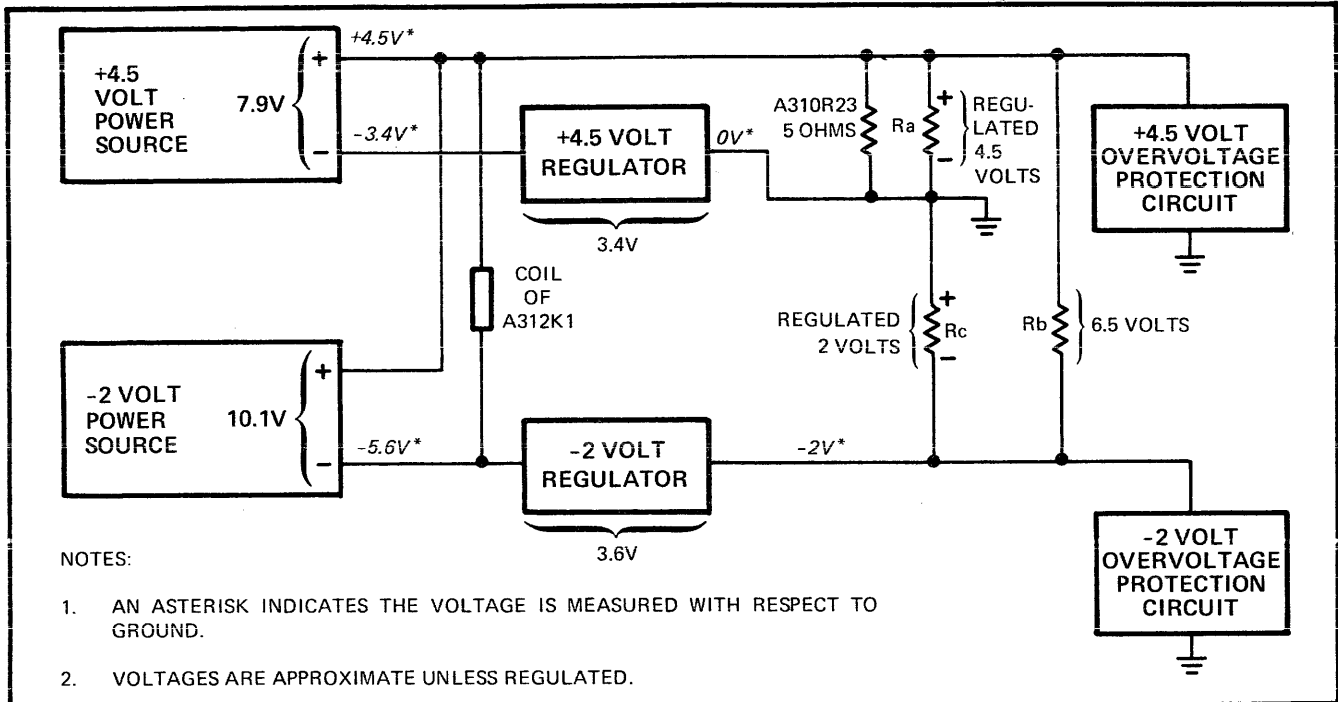 +4.5
VOLT
POWER
SOURCE
7.9V
+
−
+4.5V*
-3.4V*
+4.5 VOLT
REGULATOR
3.4V
0V*
A310R23
5 OHMS
Ra
+
−
REGU-
LATED
4.5
VOLTS
+4.5 VOLT
OVERVOLTAGE
PROTECTION
CIRCUIT
COIL
OF
A312K1
REGULATED
2 VOLTS
+
Rc
−
Rb
6.5 VOLTS
-2 VOLT
POWER
SOURCE
10.1V
+
−
-5.6V*
-2 VOLT
REGULATOR
3.6V
-2V*
-2 VOLT
OVERVOLTAGE
PROTECTION
CIRCUIT
NOTES:
1. AN ASTERISK INDICATES THE VOLTAGE IS MEASURED WITH RESPECT TO
GROUND.
2. VOLTAGES ARE APPROXIMATE UNLESS REGULATED.